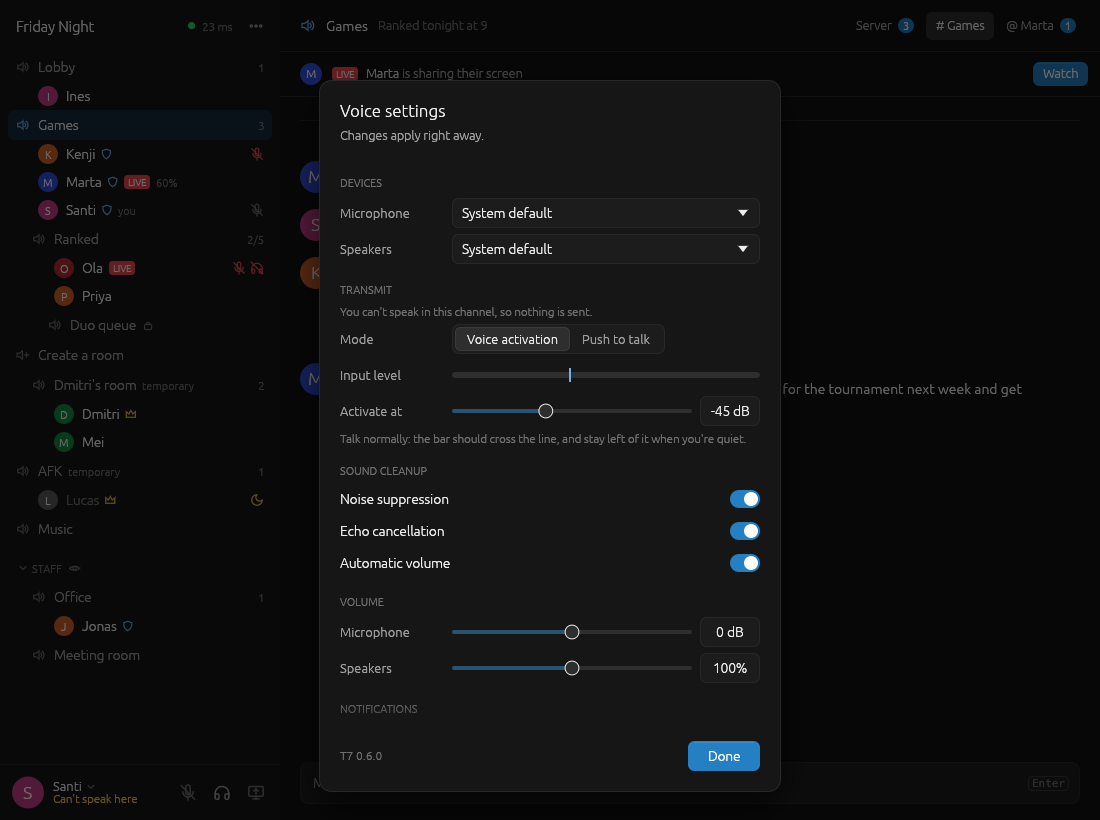 Friday Night
23 ms
Games
Ranked tonight at 9
Server 3
# Games
@ Marta 1
Lobby 1
I Ines
Games 3
K Kenji
M Marta LIVE 60%
S Santi you
Ranked 2/5
O Ola LIVE
P Priya
Duo queue
Create a room
Dmitri's room temporary 2
D Dmitri
M Mei
AFK temporary 1
L Lucas
Music
STAFF
Office 1
J Jonas
Meeting room
S Santi
Can't speak here
M LIVE Marta is sharing their screen
Watch
M
S
K
M
for the tournament next week and get
M
Enter
Voice settings
Changes apply right away.
DEVICES
Microphone System default
Speakers System default
TRANSMIT
You can't speak in this channel, so nothing is sent.
Mode Voice activation Push to talk
Input level
Activate at -45 dB
Talk normally: the bar should cross the line, and stay left of it when you're quiet.
SOUND CLEANUP
Noise suppression
Echo cancellation
Automatic volume
VOLUME
Microphone 0 dB
Speakers 100%
NOTIFICATIONS
T7 0.6.0
Done